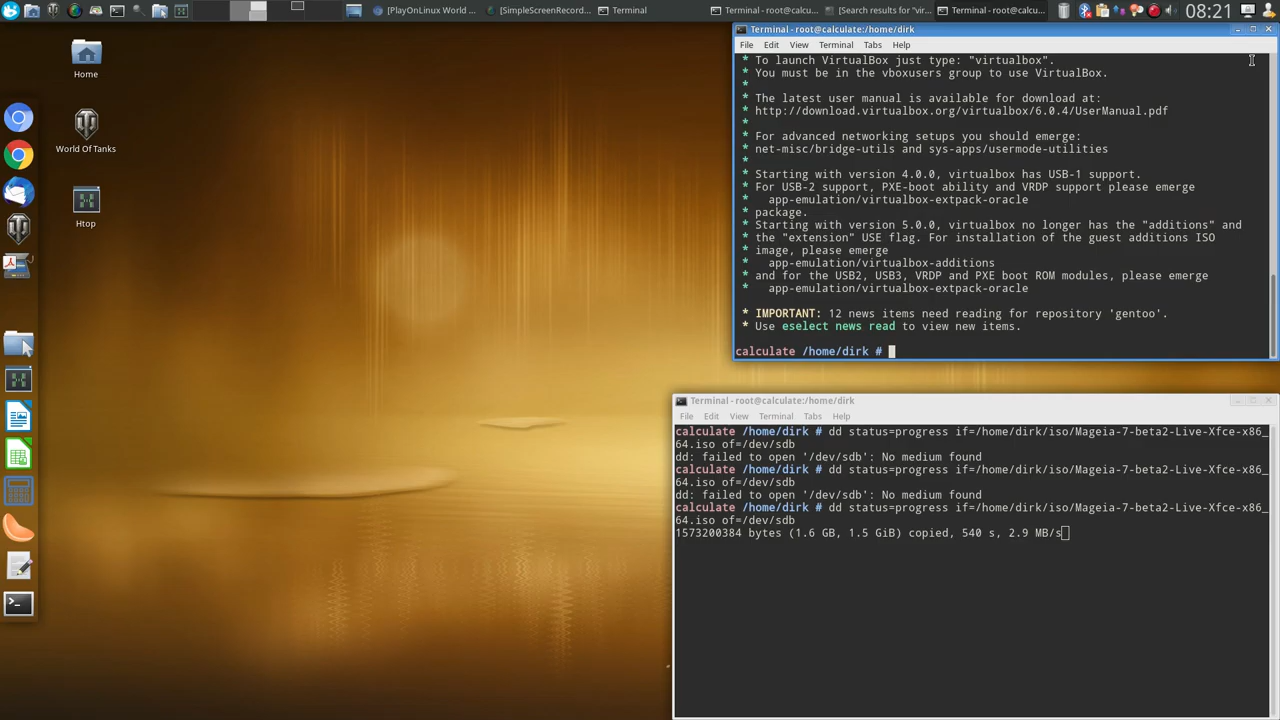 [PlayOnLinux World ...
[SimpleScreenRecord...
Terminal
Terminal - root@calcu...
[Search results for "vir...
Terminal - root@calcu...
08:21
Home
World Of Tanks
Htop
Terminal - root@calculate:/home/dirk
File Edit View Terminal Tabs Help
* To launch VirtualBox just type: "virtualbox".
* You must be in the vboxusers group to use VirtualBox.
*
* The latest user manual is available for download at:
* http://download.virtualbox.org/virtualbox/6.0.4/UserManual.pdf
*
* For advanced networking setups you should emerge:
* net-misc/bridge-utils and sys-apps/usermode-utilities
*
* Starting with version 4.0.0, virtualbox has USB-1 support.
* For USB-2 support, PXE-boot ability and VRDP support please emerge
*   app-emulation/virtualbox-extpack-oracle
* package.
* Starting with version 5.0.0, virtualbox no longer has the "additions" and
* the "extension" USE flag. For installation of the guest additions ISO
* image, please emerge
*   app-emulation/virtualbox-additions
* and for the USB2, USB3, VRDP and PXE boot ROM modules, please emerge
*   app-emulation/virtualbox-extpack-oracle
* IMPORTANT: 12 news items need reading for repository 'gentoo'.
* Use eselect news read to view new items.
calculate /home/dirk #
Terminal - root@calculate:/home/dirk
File Edit View Terminal Tabs Help
calculate /home/dirk # dd status=progress if=/home/dirk/iso/Mageia-7-beta2-Live-Xfce-x86_
64.iso of=/dev/sdb
dd: failed to open '/dev/sdb': No medium found
calculate /home/dirk # dd status=progress if=/home/dirk/iso/Mageia-7-beta2-Live-Xfce-x86_
64.iso of=/dev/sdb
dd: failed to open '/dev/sdb': No medium found
calculate /home/dirk # dd status=progress if=/home/dirk/iso/Mageia-7-beta2-Live-Xfce-x86_
64.iso of=/dev/sdb
1573200384 bytes (1.6 GB, 1.5 GiB) copied, 540 s, 2.9 MB/s